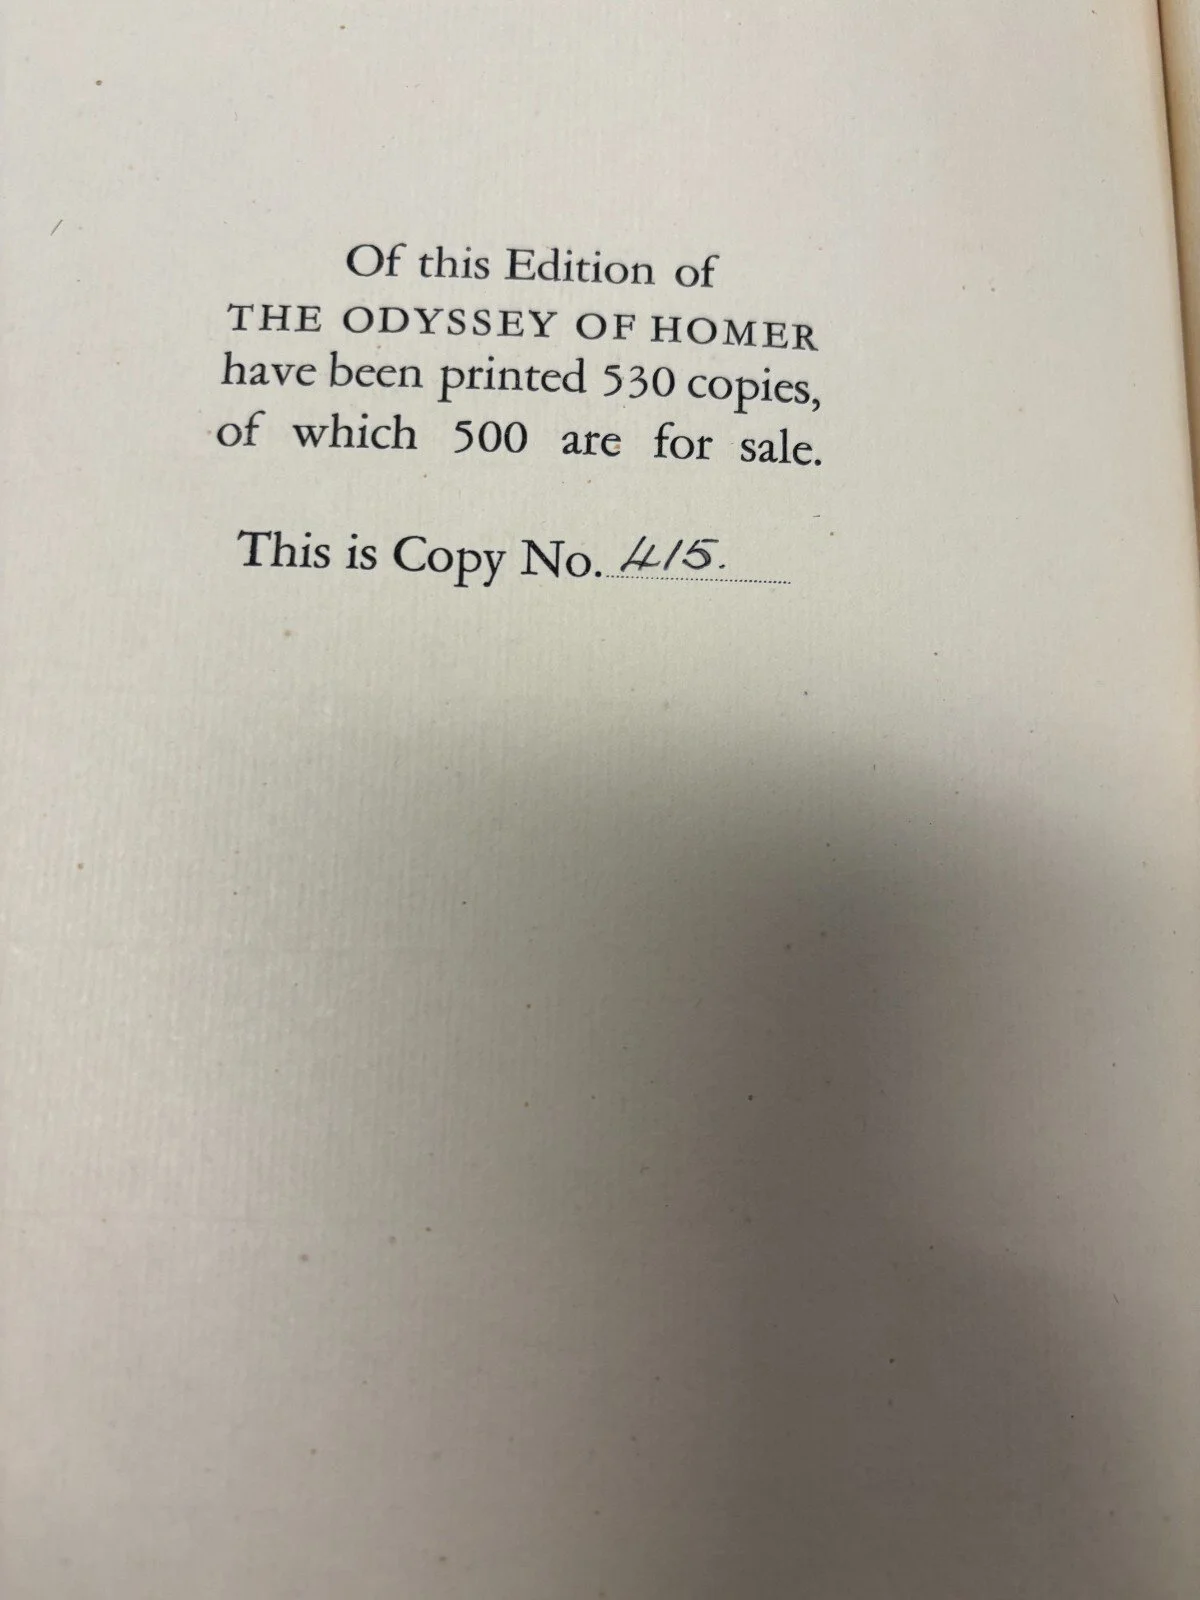 Of this Edition of
THE ODYSSEY OF HOMER
have been printed 530 copies,
of which 500 are for sale.
This is Copy No. 415.